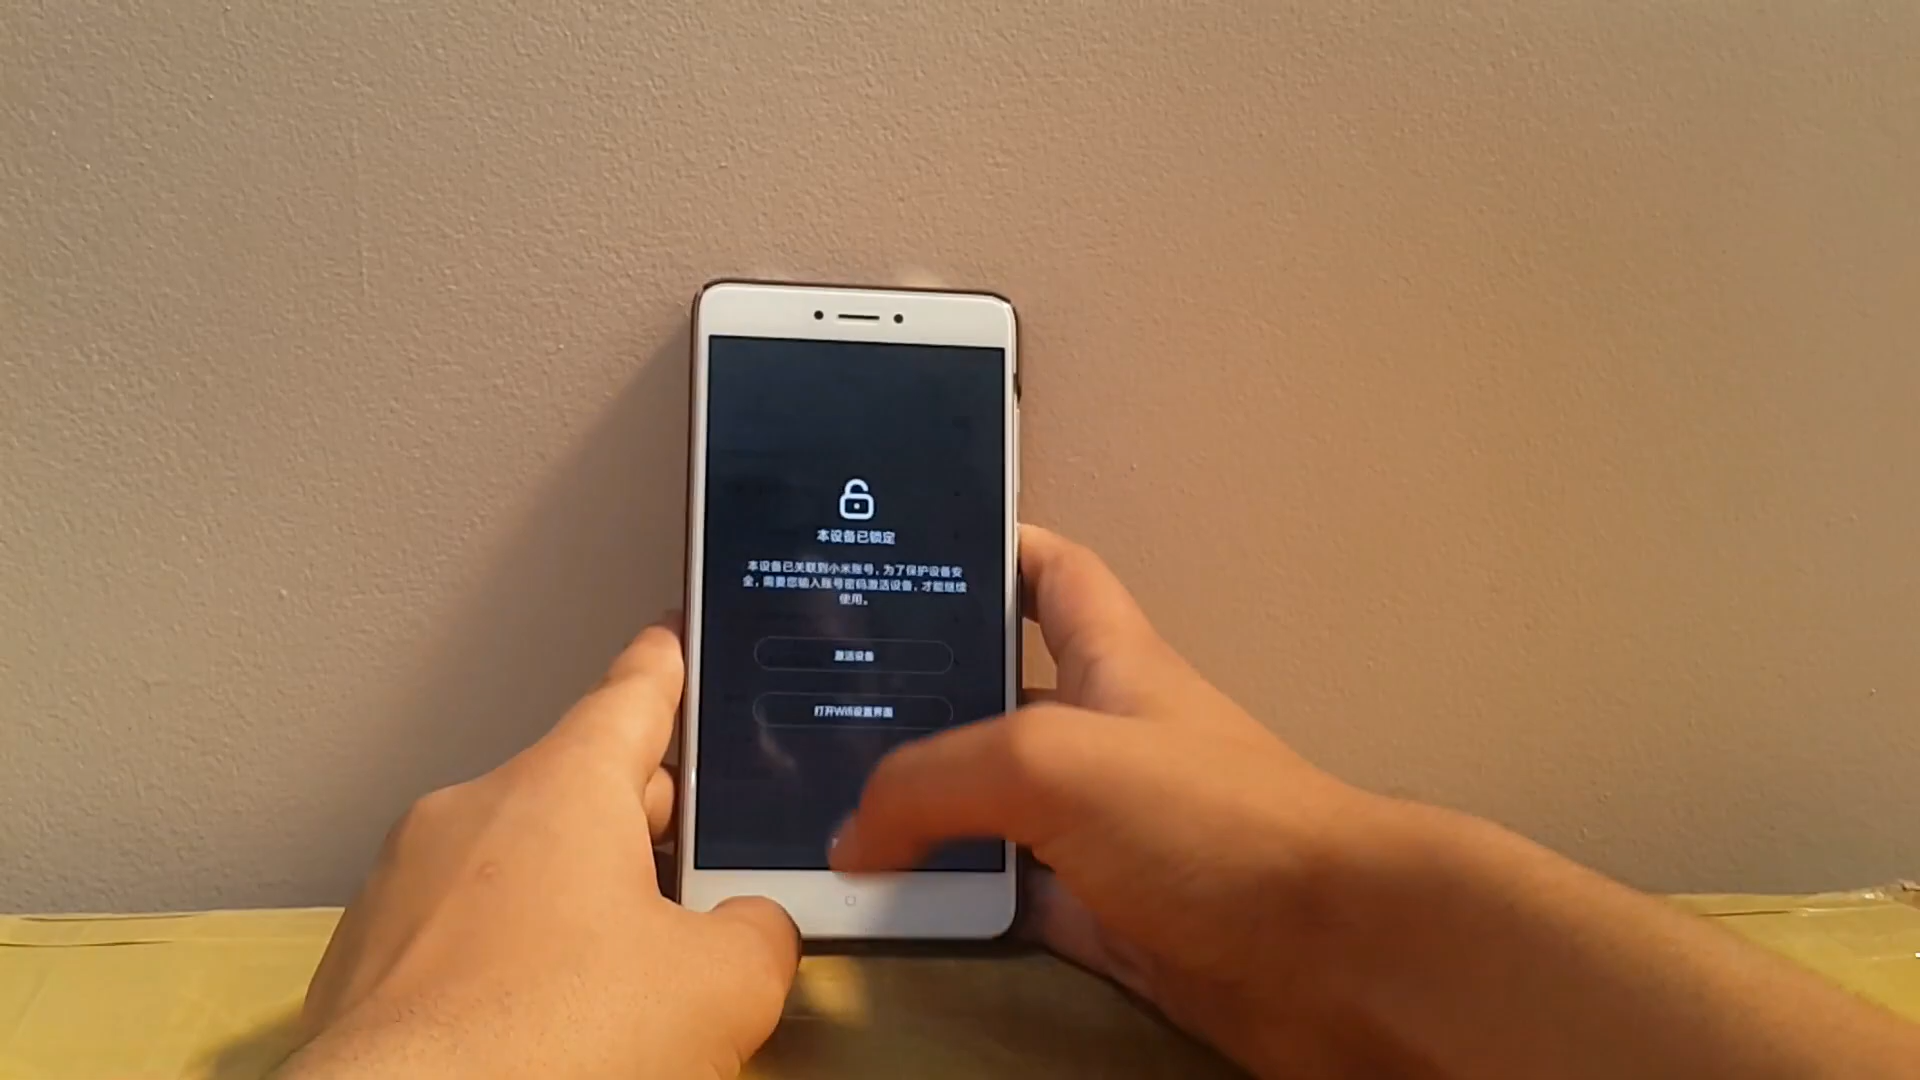 本设备已锁定
本设备已关联到小米账号，为了保护设备安
全，需要您输入账号密码激活设备，才能继续
使用。
激活设备
打开Wifi设置界面